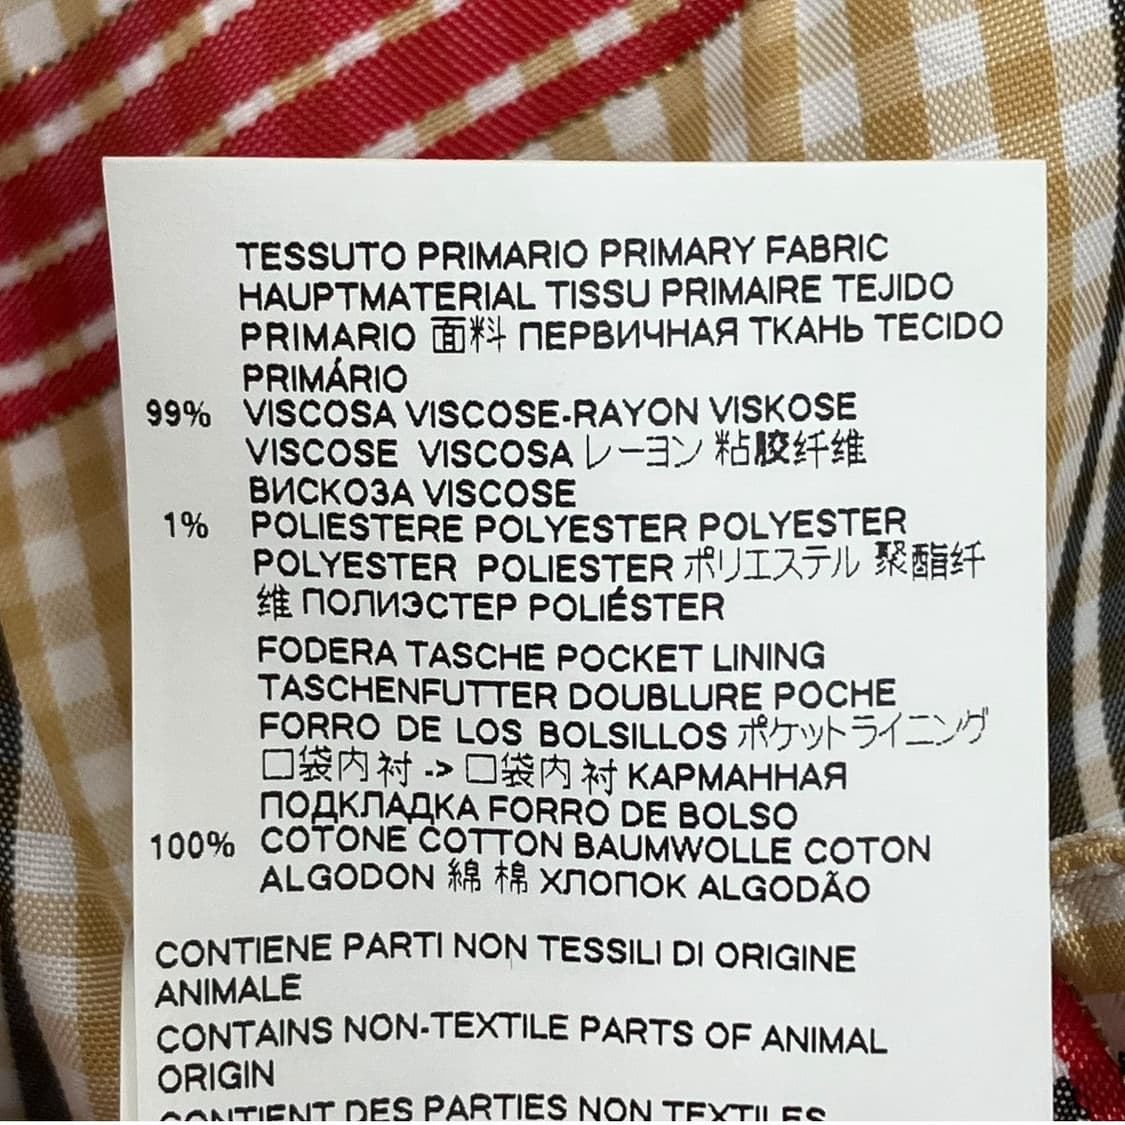 TESSUTO PRIMARIO PRIMARY FABRIC
HAUPTMATERIAL TISSU PRIMAIRE TEJIDO
PRIMARIO 面料 ПЕРВИЧНАЯ ТКАНЬ TECIDO
PRIMÁRIO
99% VISCOSA VISCOSE-RAYON VISKOSE
VISCOSE VISCOSA レーヨン 粘胶纤维
ВИСКОЗА VISCOSE
1% POLIESTERE POLYESTER POLYESTER
POLYESTER POLIESTER ポリエステル 聚酯纤
维 ПОЛИЭСТЕР POLIÉSTER
FODERA TASCHE POCKET LINING
TASCHENFUTTER DOUBLURE POCHE
FORRO DE LOS BOLSILLOS ポケットライニング
口袋内衬 -> 口袋内衬 КАРМАННАЯ
ПОДКЛАДКА FORRO DE BOLSO
100% COTONE COTTON BAUMWOLLE COTON
ALGODON 綿 棉 ХЛОПОК ALGODÃO
CONTIENE PARTI NON TESSILI DI ORIGINE
ANIMALE
CONTAINS NON-TEXTILE PARTS OF ANIMAL
ORIGIN
CONTIENT DES PARTIES NON TEXTILES